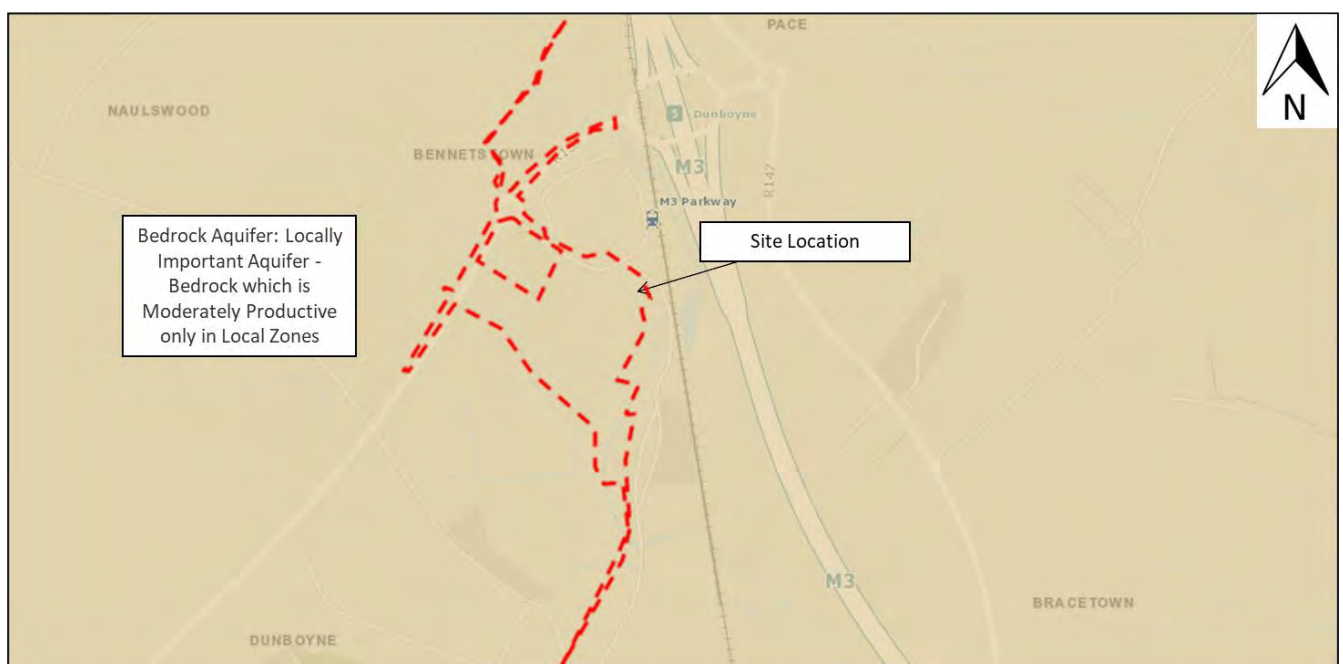 PACE
N
NAULSWOOD
5 Dunboyne
BENNETSTOWN
M3
R147
M3 Parkway
Bedrock Aquifer: Locally
Important Aquifer -
Bedrock which is
Moderately Productive
only in Local Zones
Site Location
M3
BRACETOWN
DUNBOYNE